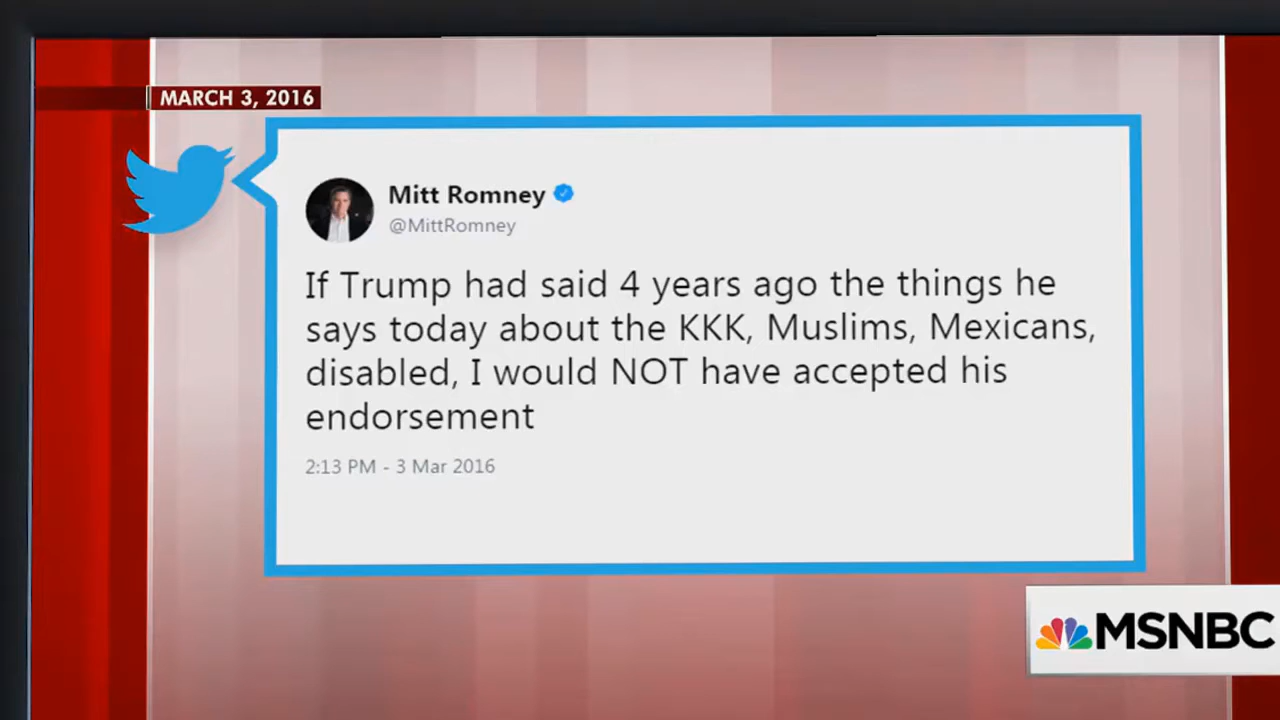 MARCH 3, 2016
Mitt Romney
@MittRomney
If Trump had said 4 years ago the things he
says today about the KKK, Muslims, Mexicans,
disabled, I would NOT have accepted his
endorsement
2:13 PM - 3 Mar 2016
MSNBC